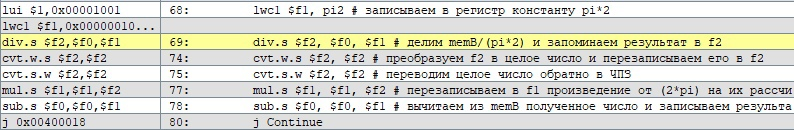 lui $1,0x00001001 68: lwc1 $f1, pi2 # записываем в регистр константу pi*2
lwc1 $f1,0x00000010...
div.s $f2,$f0,$f1 69: div.s $f2, $f0, $f1 # делим memB/(pi*2) и запоминаем результат в f2
cvt.w.s $f2,$f2 74: cvt.w.s $f2, $f2 # преобразуем f2 в целое число и перезаписываем его в f2
cvt.s.w $f2,$f2 75: cvt.s.w $f2, $f2 # переводим целое число обратно в ЧПЗ
mul.s $f1,$f1,$f2 77: mul.s $f1, $f1, $f2 # перезаписываем в f1 произведение от (2*pi) на их рассчи
sub.s $f0,$f0,$f1 78: sub.s $f0, $f0, $f1 # вычитаем из memB полученное число и записываем результа
j 0x00400018 80: j Continue